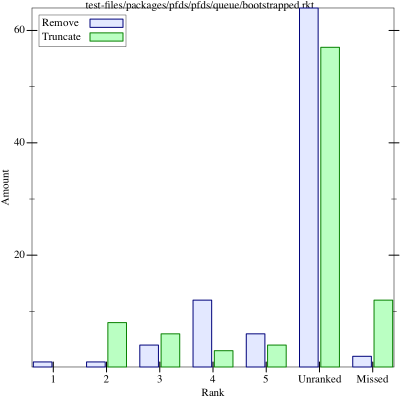 test-files/packages/pfds/pfds/queue/bootstrapped.rkt
Remove
Truncate
60
40
20
Amount
1 2 3 4 5 Unranked Missed
Rank